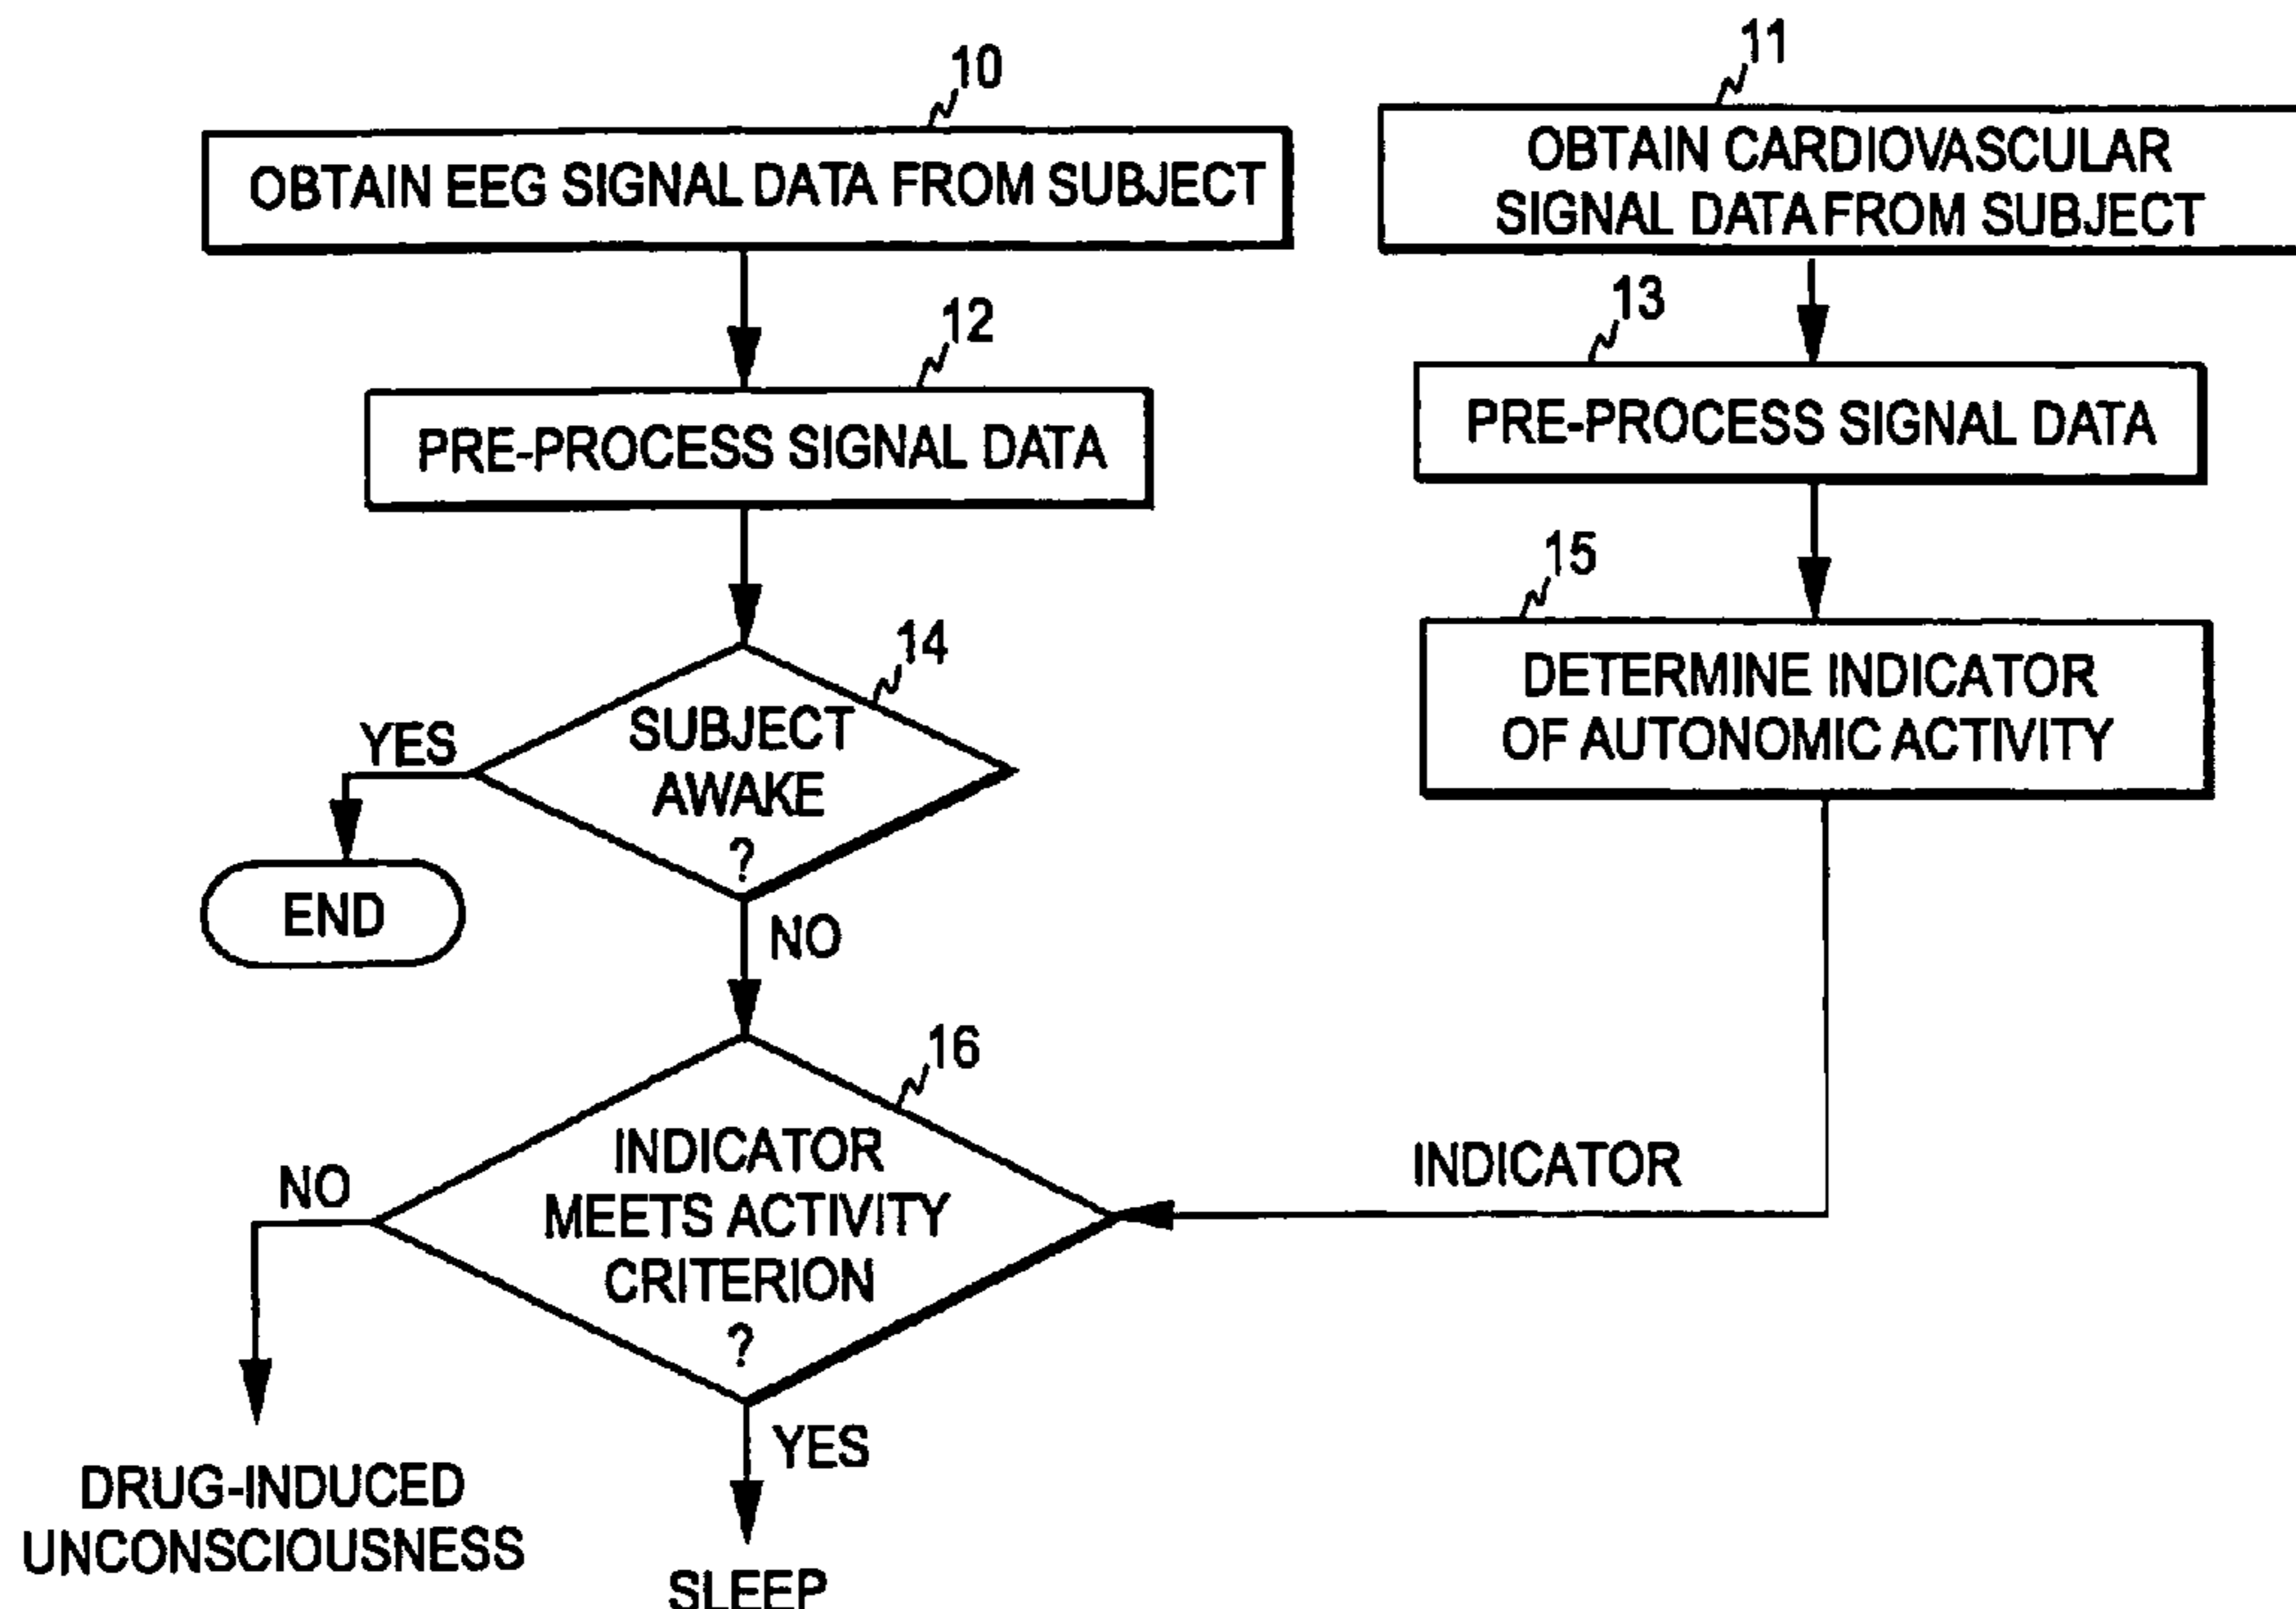 10
OBTAIN EEG SIGNAL DATA FROM SUBJECT
11
OBTAIN CARDIOVASCULAR
SIGNAL DATA FROM SUBJECT
12
PRE-PROCESS SIGNAL DATA
13
PRE-PROCESS SIGNAL DATA
14
SUBJECT
AWAKE
?
YES
END
NO
15
DETERMINE INDICATOR
OF AUTONOMIC ACTIVITY
16
INDICATOR
MEETS ACTIVITY
CRITERION
?
INDICATOR
NO
DRUG-INDUCED
UNCONSCIOUSNESS
YES
SLEEP